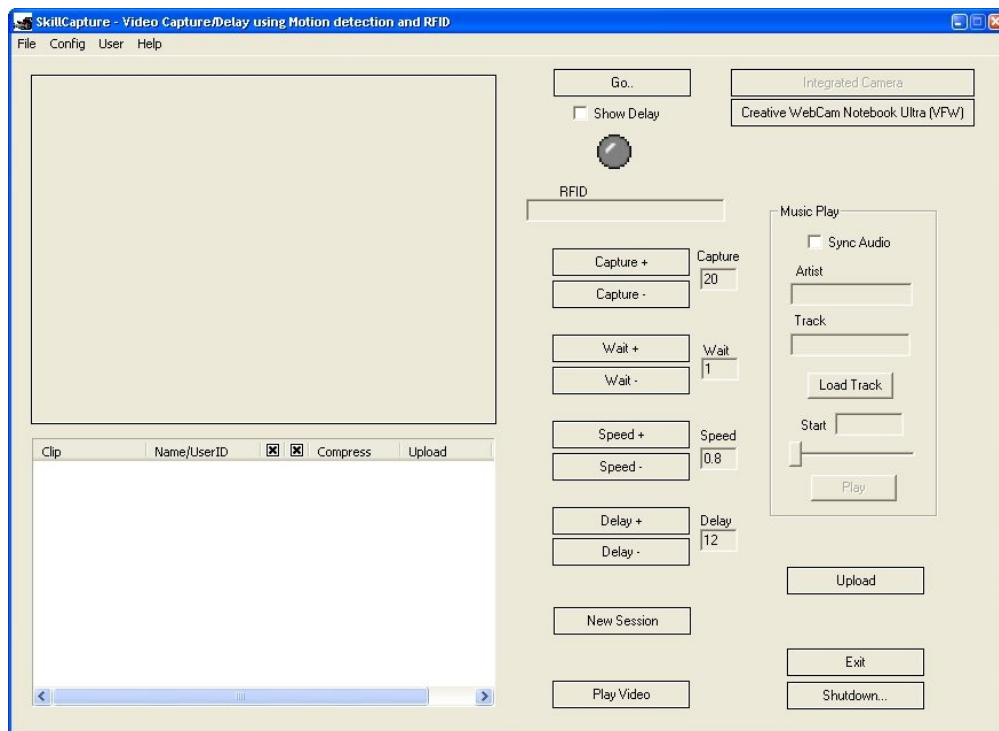 SkillCapture - Video Capture/Delay using Motion detection and RFID
File Config User Help
Go..
Integrated Camera
Show Delay
Creative WebCam Notebook Ultra (VFW)
RFID
Music Play
Sync Audio
Capture +
Capture
20
Capture -
Artist
Track
Wait +
Wait
1
Wait -
Load Track
Start
Speed +
Speed
0.8
Speed -
Play
Clip Name/UserID Compress Upload
Delay +
Delay
12
Delay -
Upload
New Session
Exit
Play Video
Shutdown...